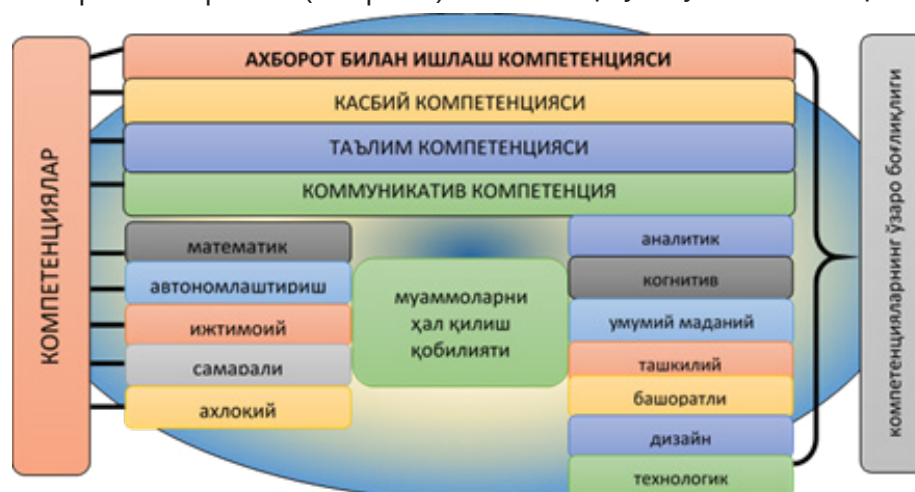 КОМПЕТЕНЦИЯЛАР
АХБОРОТ БИЛАН ИШЛАШ КОМПЕТЕНЦИЯСИ
КАСБИЙ КОМПЕТЕНЦИЯСИ
ТАЪЛИМ КОМПЕТЕНЦИЯСИ
КОММУНИКАТИВ КОМПЕТЕНЦИЯ
математик
автономлаштириш
ижтимоий
самарали
ахлоқий
муаммоларни
ҳал қилиш
қобилияти
аналитик
когнитив
умумий маданий
ташкилий
башоратли
дизайн
технологик
компетенцияларнинг ўзаро боғлиқлиги